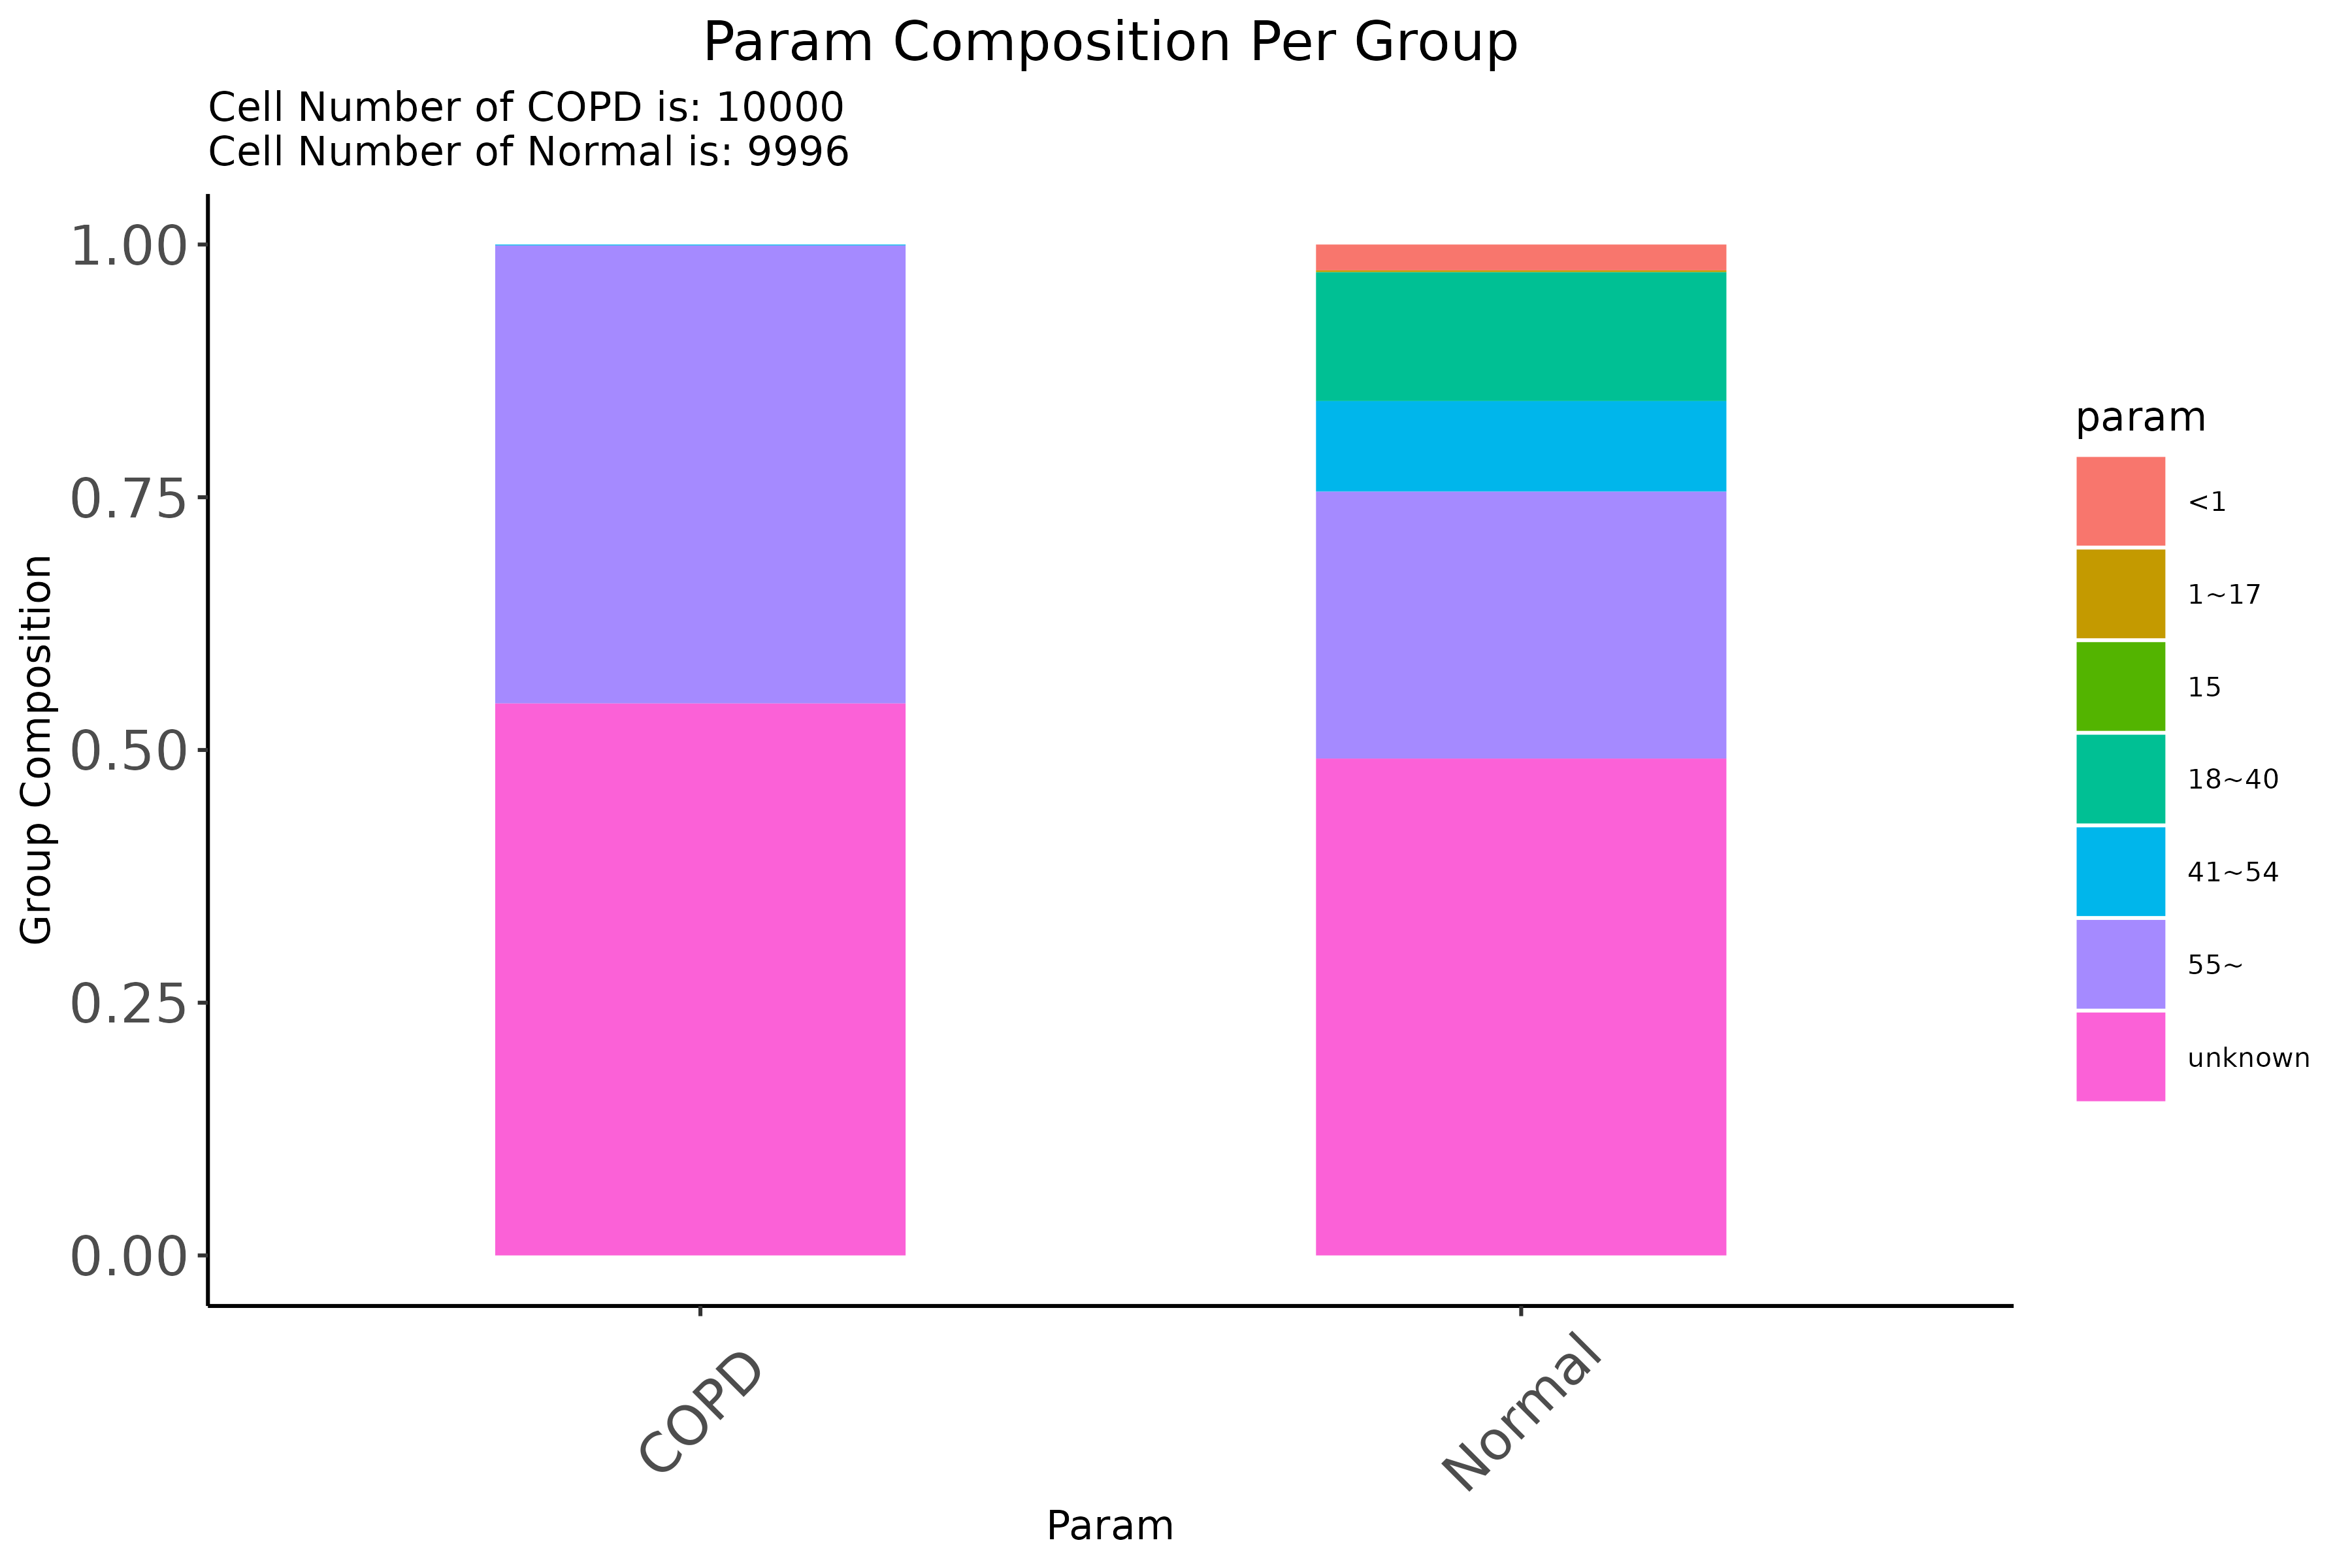 Param Composition Per Group
Cell Number of COPD is: 10000
Cell Number of Normal is: 9996
1.00
0.75
0.50
0.25
0.00
Group Composition
COPD
Normal
Param
param
<1
1~17
15
18~40
41~54
55~
unknown